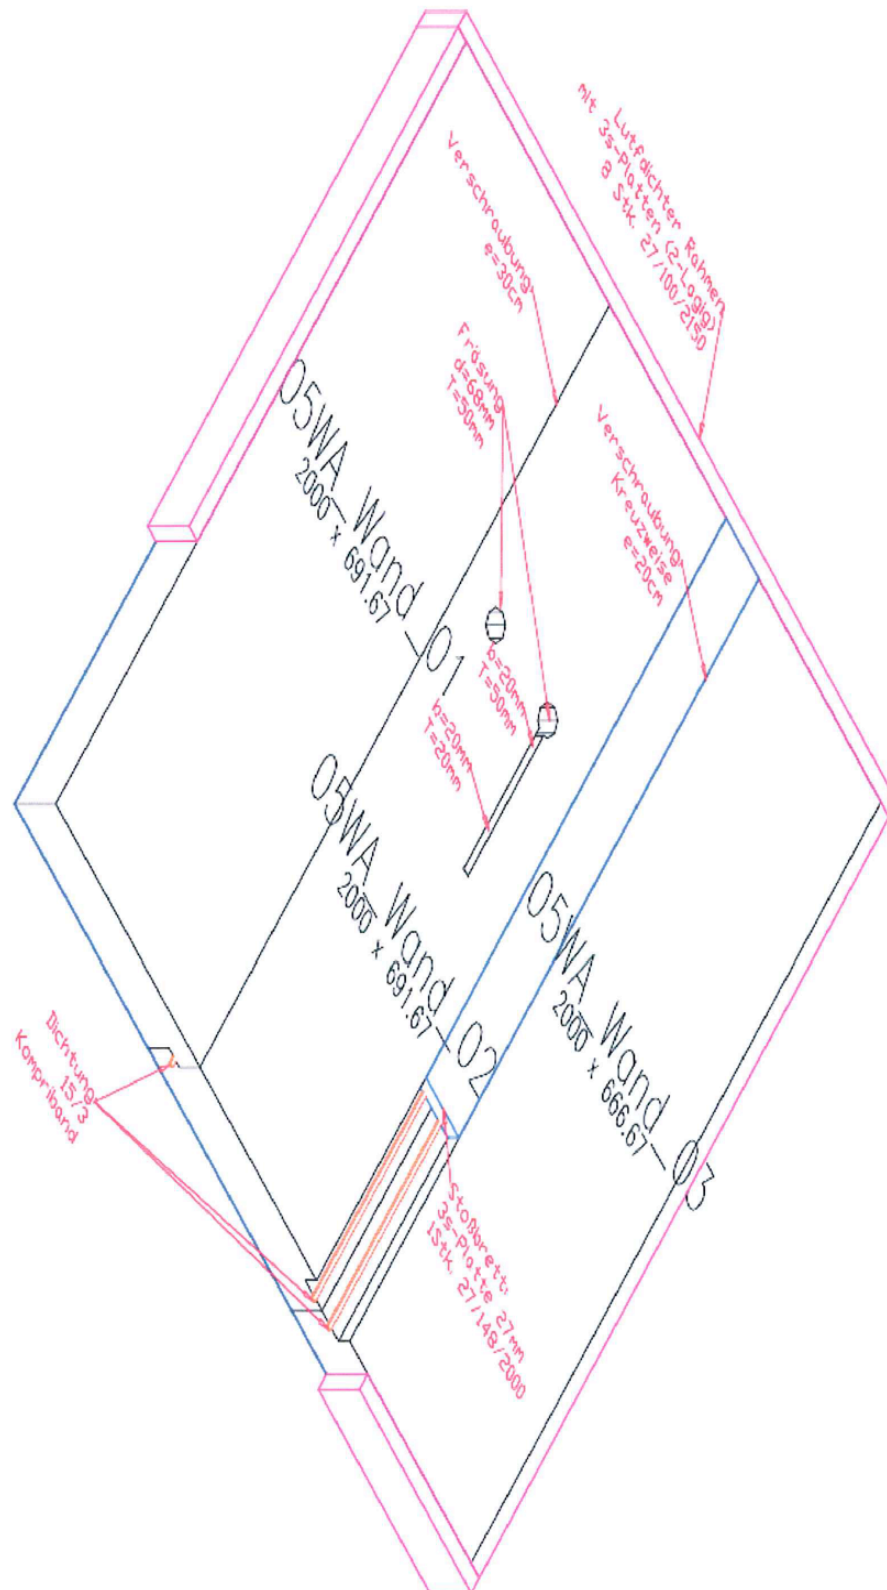 Lutfdichter Rahmen
mit 3s-Platten (2-Lagig)
a Stk. 27/100/2150
Verschraubung
e=30cm
Fräsung
d=68mm
T=50mm
Verschraubung
Kreuzweise
e=20cm
05WA_Wand_01
2000 x 691.67
b=20mm
T=50mm
b=20mm
T=20mm
05WA_Wand_02
2000 x 691.67
05WA_Wand_03
2000 x 666.67
Dichtung
15/3
Kompriband
Stoßbrett:
3s-Platte 27mm
1Stk. 27/148/2000